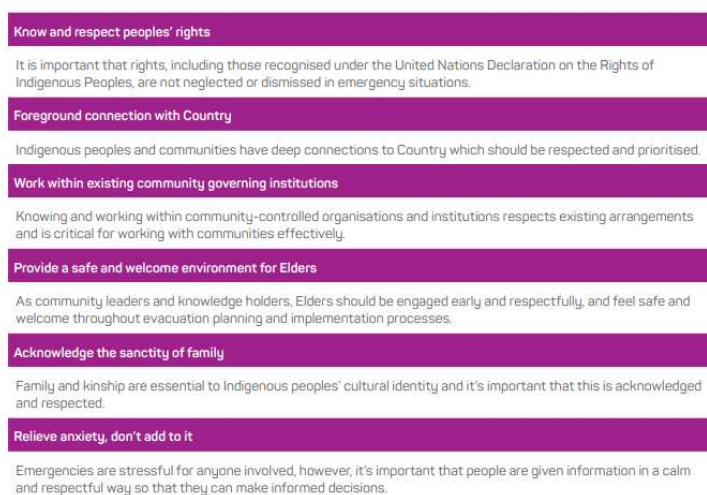 Know and respect peoples' rights
It is important that rights, including those recognised under the United Nations Declaration on the Rights of
Indigenous Peoples, are not neglected or dismissed in emergency situations.
Foreground connection with Country
Indigenous peoples and communities have deep connections to Country which should be respected and prioritised.
Work within existing community governing institutions
Knowing and working within community-controlled organisations and institutions respects existing arrangements
and is critical for working with communities effectively.
Provide a safe and welcome environment for Elders
As community leaders and knowledge holders, Elders should be engaged early and respectfully, and feel safe and
welcome throughout evacuation planning and implementation processes.
Acknowledge the sanctity of family
Family and kinship are essential to Indigenous peoples' cultural identity and it's important that this is acknowledged
and respected.
Relieve anxiety, don't add to it
Emergencies are stressful for anyone involved, however, it's important that people are given information in a calm
and respectful way so that they can make informed decisions.